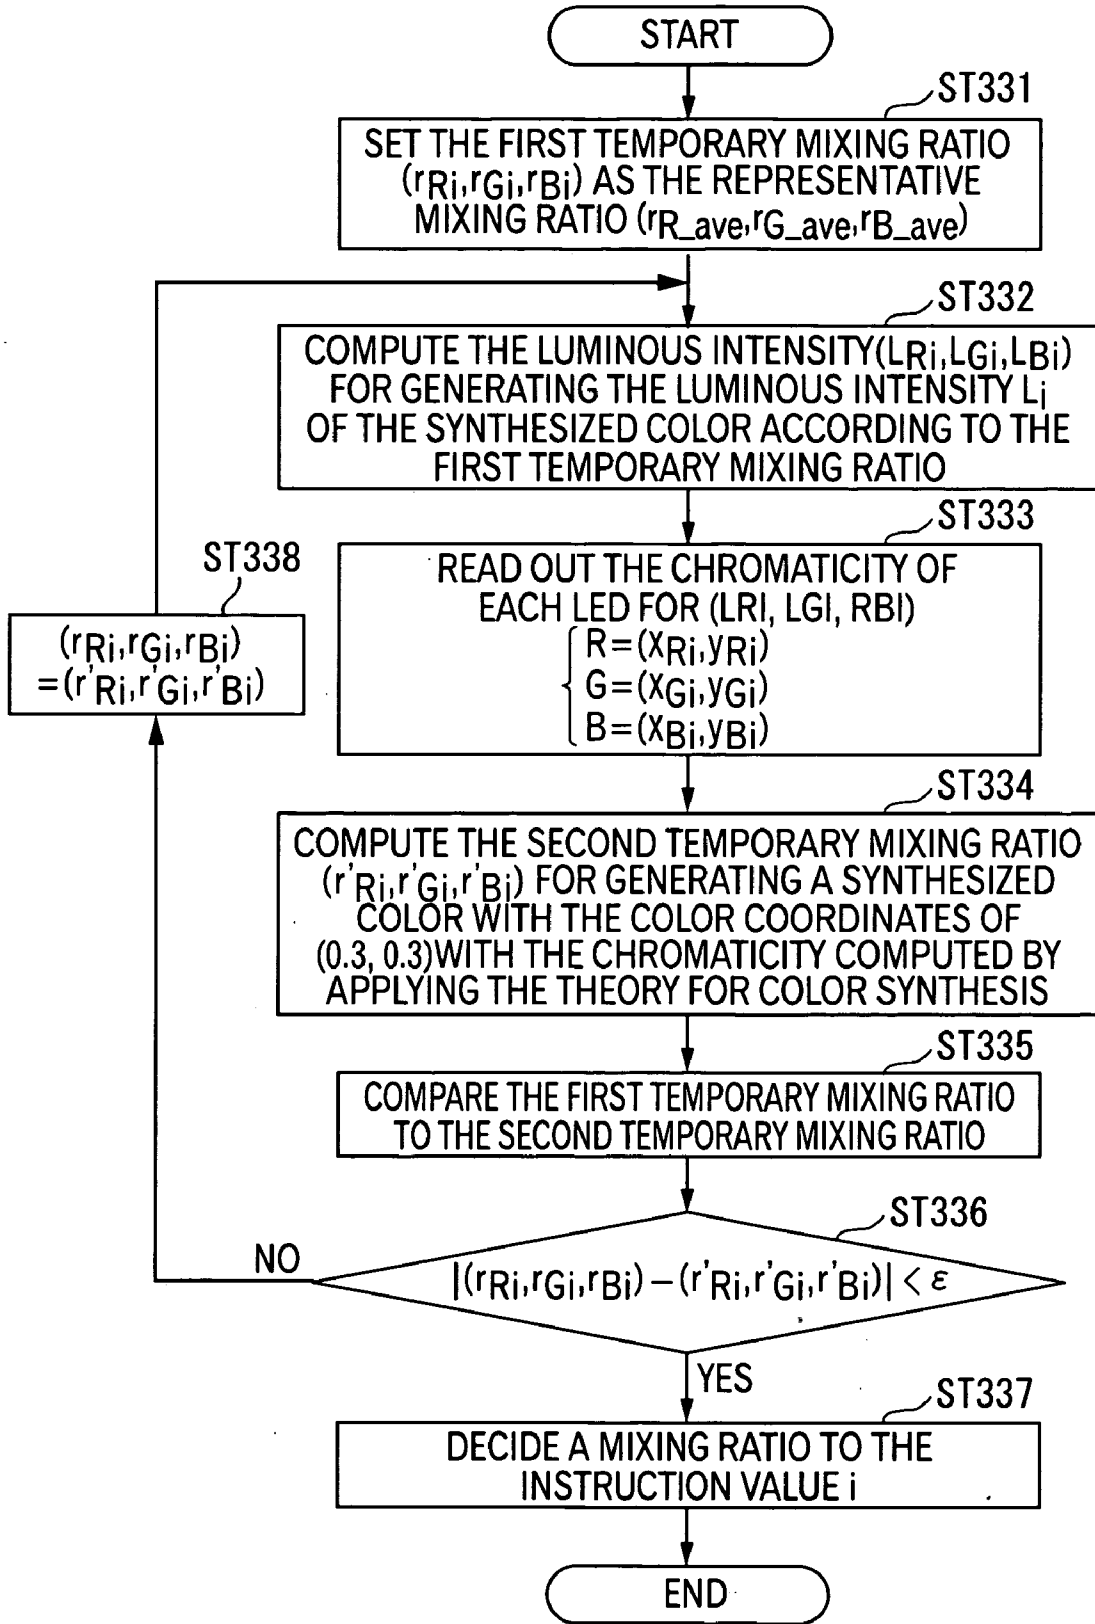 START
ST331
SET THE FIRST TEMPORARY MIXING RATIO
(rRi,rGi,rBi) AS THE REPRESENTATIVE
MIXING RATIO (rR_ave,rG_ave,rB_ave)
ST332
COMPUTE THE LUMINOUS INTENSITY(LRi,LGi,LBi)
FOR GENERATING THE LUMINOUS INTENSITY Li
OF THE SYNTHESIZED COLOR ACCORDING TO THE
FIRST TEMPORARY MIXING RATIO
ST333
READ OUT THE CHROMATICITY OF
EACH LED FOR (LRI, LGI, RBI)
R=(xRi,yRi)
G=(xGi,yGi)
B=(xBi,yBi)
ST338
(rRi,rGi,rBi)
=(r'Ri,r'Gi,r'Bi)
ST334
COMPUTE THE SECOND TEMPORARY MIXING RATIO
(r'Ri,r'Gi,r'Bi) FOR GENERATING A SYNTHESIZED
COLOR WITH THE COLOR COORDINATES OF
(0.3, 0.3)WITH THE CHROMATICITY COMPUTED BY
APPLYING THE THEORY FOR COLOR SYNTHESIS
ST335
COMPARE THE FIRST TEMPORARY MIXING RATIO
TO THE SECOND TEMPORARY MIXING RATIO
ST336
NO
|(rRi,rGi,rBi)-(r'Ri,r'Gi,r'Bi)| < ε
YES
ST337
DECIDE A MIXING RATIO TO THE
INSTRUCTION VALUE i
END